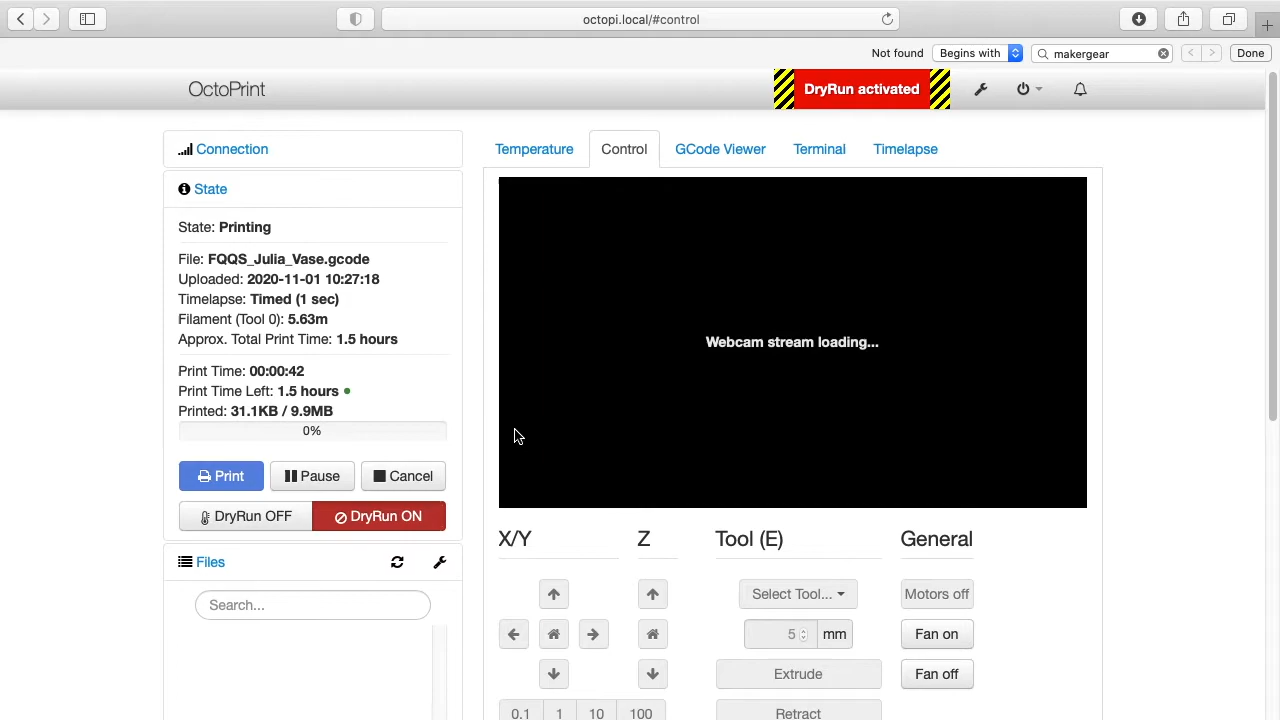 octopi.local/#control
Not found Begins with makergear Done
OctoPrint DryRun activated
Connection
State
State: Printing
File: FQQS_Julia_Vase.gcode
Uploaded: 2020-11-01 10:27:18
Timelapse: Timed (1 sec)
Filament (Tool 0): 5.63m
Approx. Total Print Time: 1.5 hours
Print Time: 00:00:42
Print Time Left: 1.5 hours
Printed: 31.1KB / 9.9MB
0%
Print Pause Cancel
DryRun OFF DryRun ON
Files
Search...
Temperature Control GCode Viewer Terminal Timelapse
Webcam stream loading...
X/Y Z Tool (E) General
Select Tool... Motors off
5 mm Fan on
Extrude Fan off
0.1 1 10 100 Retract